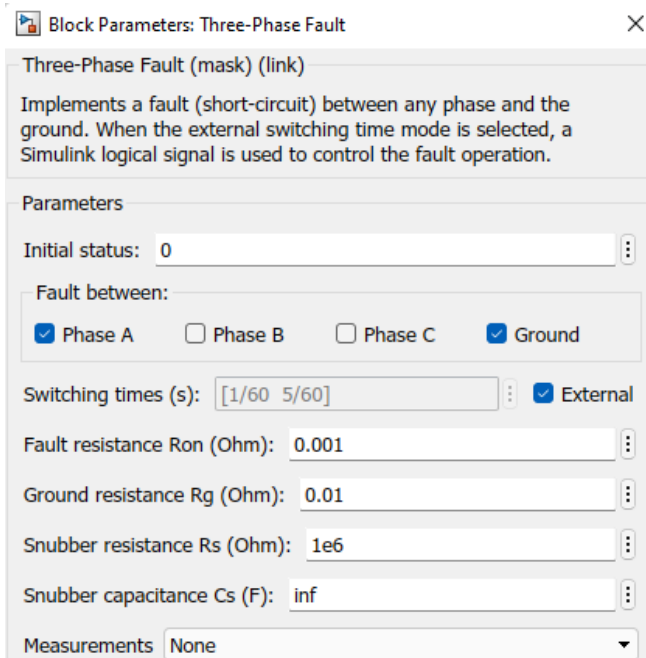 Block Parameters: Three-Phase Fault
Three-Phase Fault (mask) (link)
Implements a fault (short-circuit) between any phase and the
ground. When the external switching time mode is selected, a
Simulink logical signal is used to control the fault operation.
Parameters
Initial status: 0
Fault between:
Phase A Phase B Phase C Ground
Switching times (s): [1/60 5/60] External
Fault resistance Ron (Ohm): 0.001
Ground resistance Rg (Ohm): 0.01
Snubber resistance Rs (Ohm): 1e6
Snubber capacitance Cs (F): inf
Measurements None